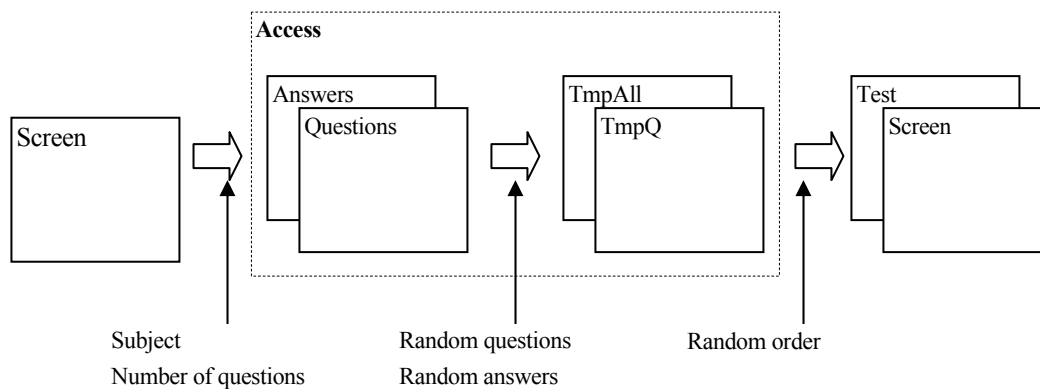 Access
Screen
Answers
Questions
TmpAll
TmpQ
Test
Screen
Subject
Number of questions
Random questions
Random answers
Random order